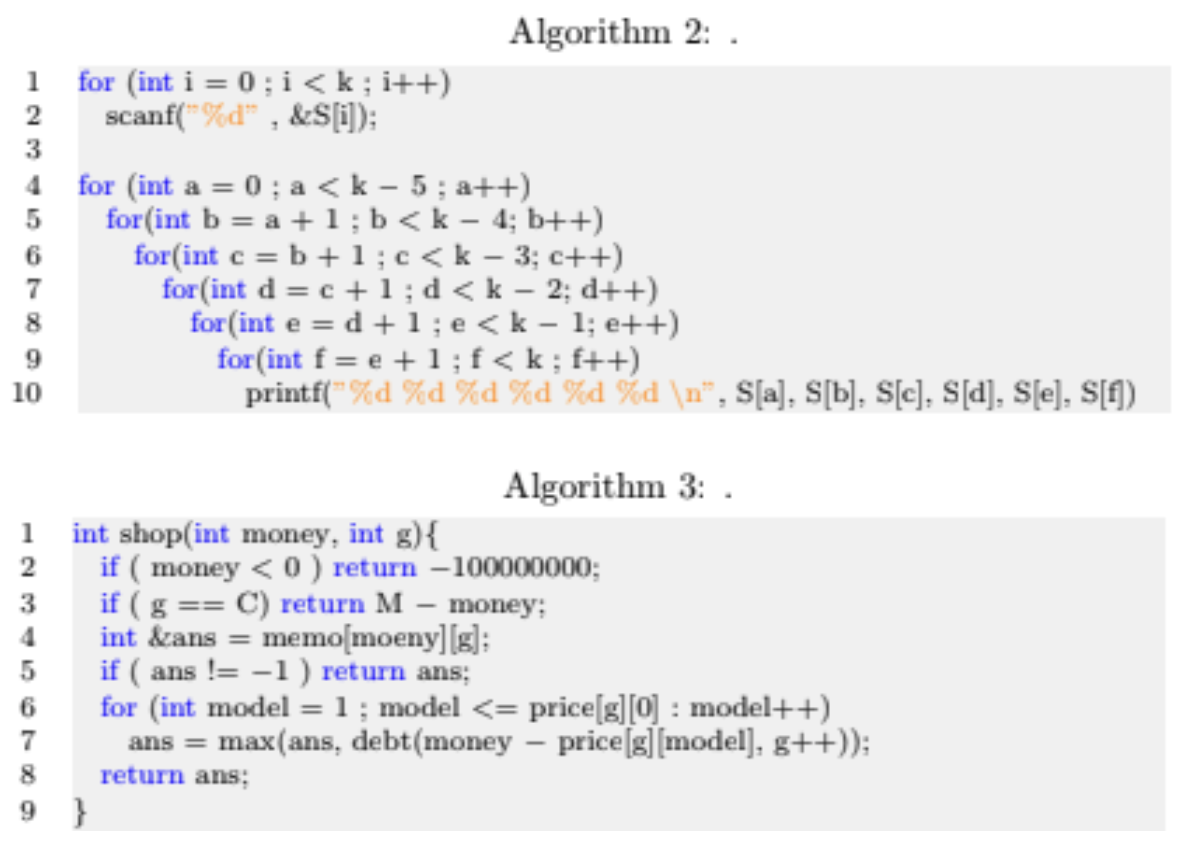 Algorithm 2: .
1 for (int i = 0 ; i < k ; i++)
2 scanf("%d" , &S[i]);
3
4 for (int a = 0 ; a < k − 5 ; a++)
5 for(int b = a + 1 ; b < k − 4; b++)
6 for(int c = b + 1 ; c < k − 3; c++)
7 for(int d = c + 1 ; d < k − 2; d++)
8 for(int e = d + 1 ; e < k − 1; e++)
9 for(int f = e + 1 ; f < k ; f++)
10 printf("%d %d %d %d %d %d \n", S[a], S[b], S[c], S[d], S[e], S[f])
Algorithm 3: .
1 int shop(int money, int g){
2 if ( money < 0 ) return −100000000;
3 if ( g == C) return M − money;
4 int &ans = memo[moeny][g];
5 if ( ans != −1 ) return ans;
6 for (int model = 1 ; model <= price[g][0] : model++)
7 ans = max(ans, debt(money − price[g][model], g++));
8 return ans;
9 }